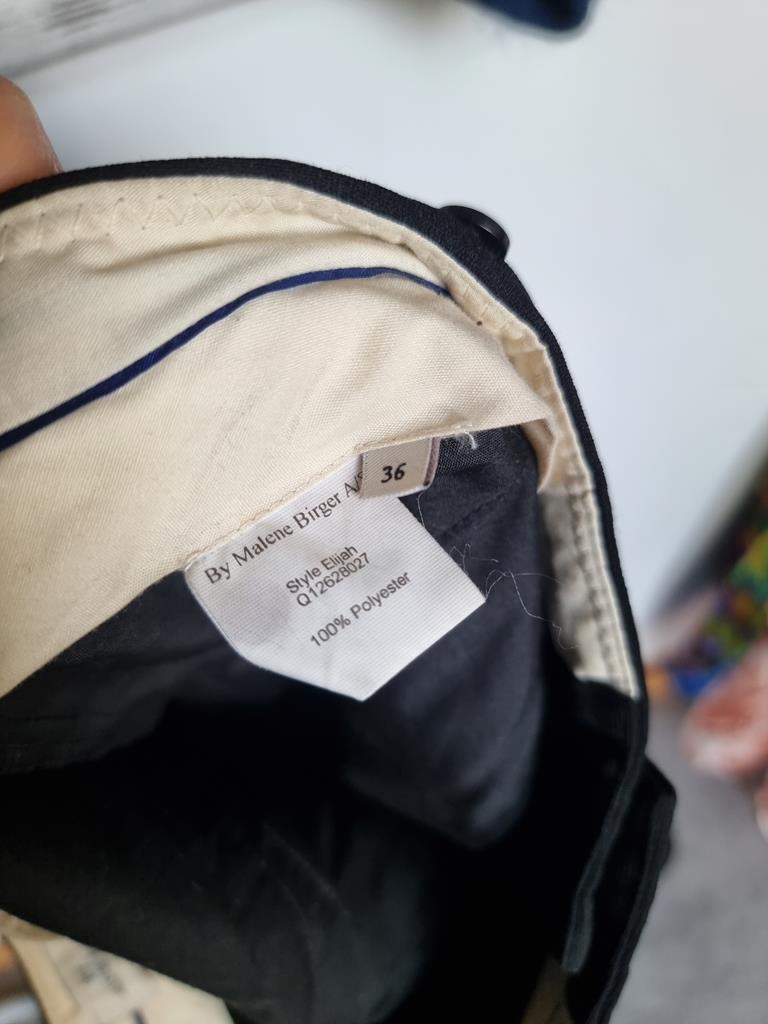 36
By Malene Birger A/S
Style Elijah
Q12628027
100% Polyester